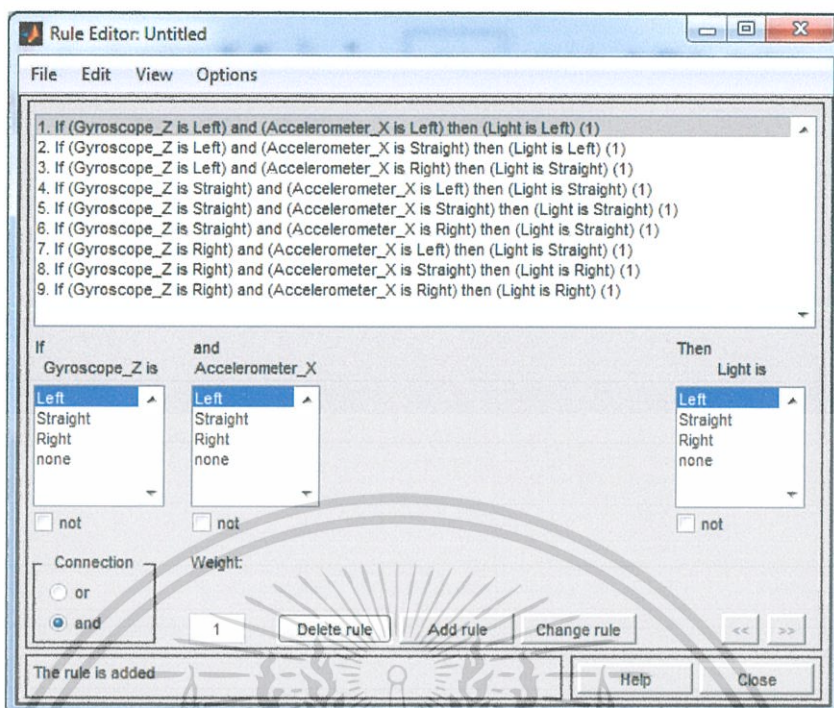 Rule Editor: Untitled
File Edit View Options
1. If (Gyroscope_Z is Left) and (Accelerometer_X is Left) then (Light is Left) (1)
2. If (Gyroscope_Z is Left) and (Accelerometer_X is Straight) then (Light is Left) (1)
3. If (Gyroscope_Z is Left) and (Accelerometer_X is Right) then (Light is Straight) (1)
4. If (Gyroscope_Z is Straight) and (Accelerometer_X is Left) then (Light is Straight) (1)
5. If (Gyroscope_Z is Straight) and (Accelerometer_X is Straight) then (Light is Straight) (1)
6. If (Gyroscope_Z is Straight) and (Accelerometer_X is Right) then (Light is Straight) (1)
7. If (Gyroscope_Z is Right) and (Accelerometer_X is Left) then (Light is Straight) (1)
8. If (Gyroscope_Z is Right) and (Accelerometer_X is Straight) then (Light is Right) (1)
9. If (Gyroscope_Z is Right) and (Accelerometer_X is Right) then (Light is Right) (1)
If and Then
Gyroscope_Z is Accelerometer_X Light is
Left Left Left
Straight Straight Straight
Right Right Right
none none none
not not not
Connection Weight:
or
and 1 Delete rule Add rule Change rule << >>
The rule is added Help Close